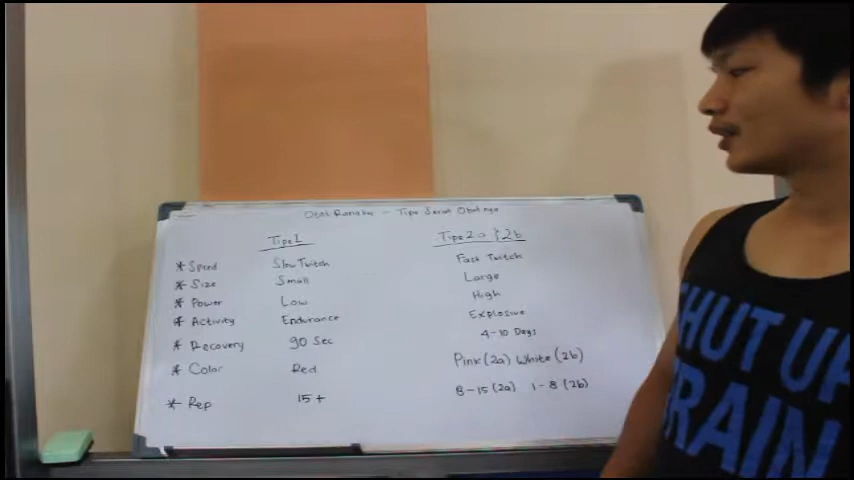 Otot Rangka - Tipe Serat Ototnya
Tipe 1 Tipe 2a & 2b
* Speed Slow Twitch Fast Twitch
* Size Small Large
* Power Low High
* Activity Endurance Explosive
* Recovery 90 Sec 4-10 Days
* Color Red Pink (2a) White (2b)
* Rep 15+ 8-15 (2a) 1-8 (2b)
SHUT UP
TRAIN